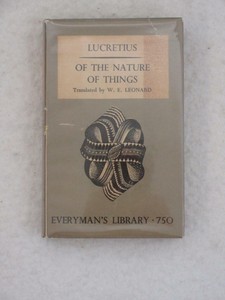 LUCRETIUS
OF THE NATURE
OF THINGS
Translated by W. E. LEONARD
EVERYMAN'S LIBRARY · 750